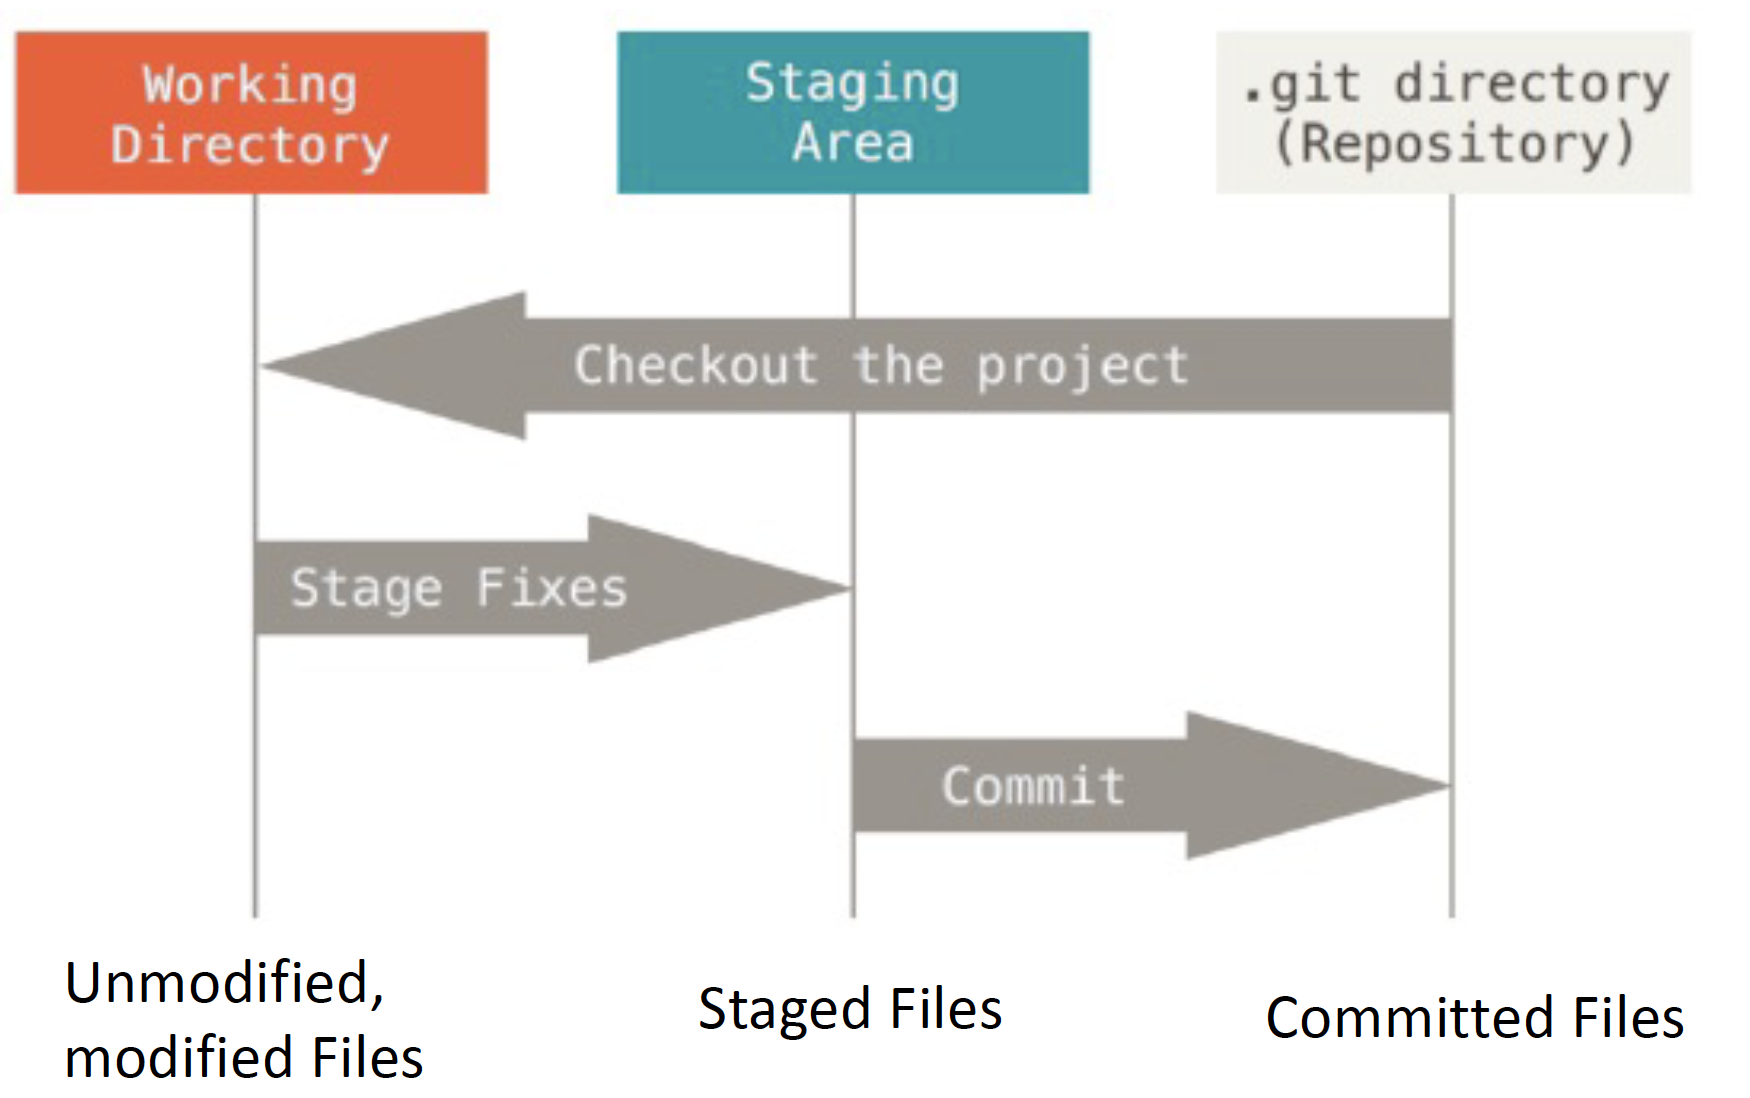 Working
Directory
Staging
Area
.git directory
(Repository)
Checkout the project
Stage Fixes
Commit
Unmodified,
modified Files
Staged Files
Committed Files